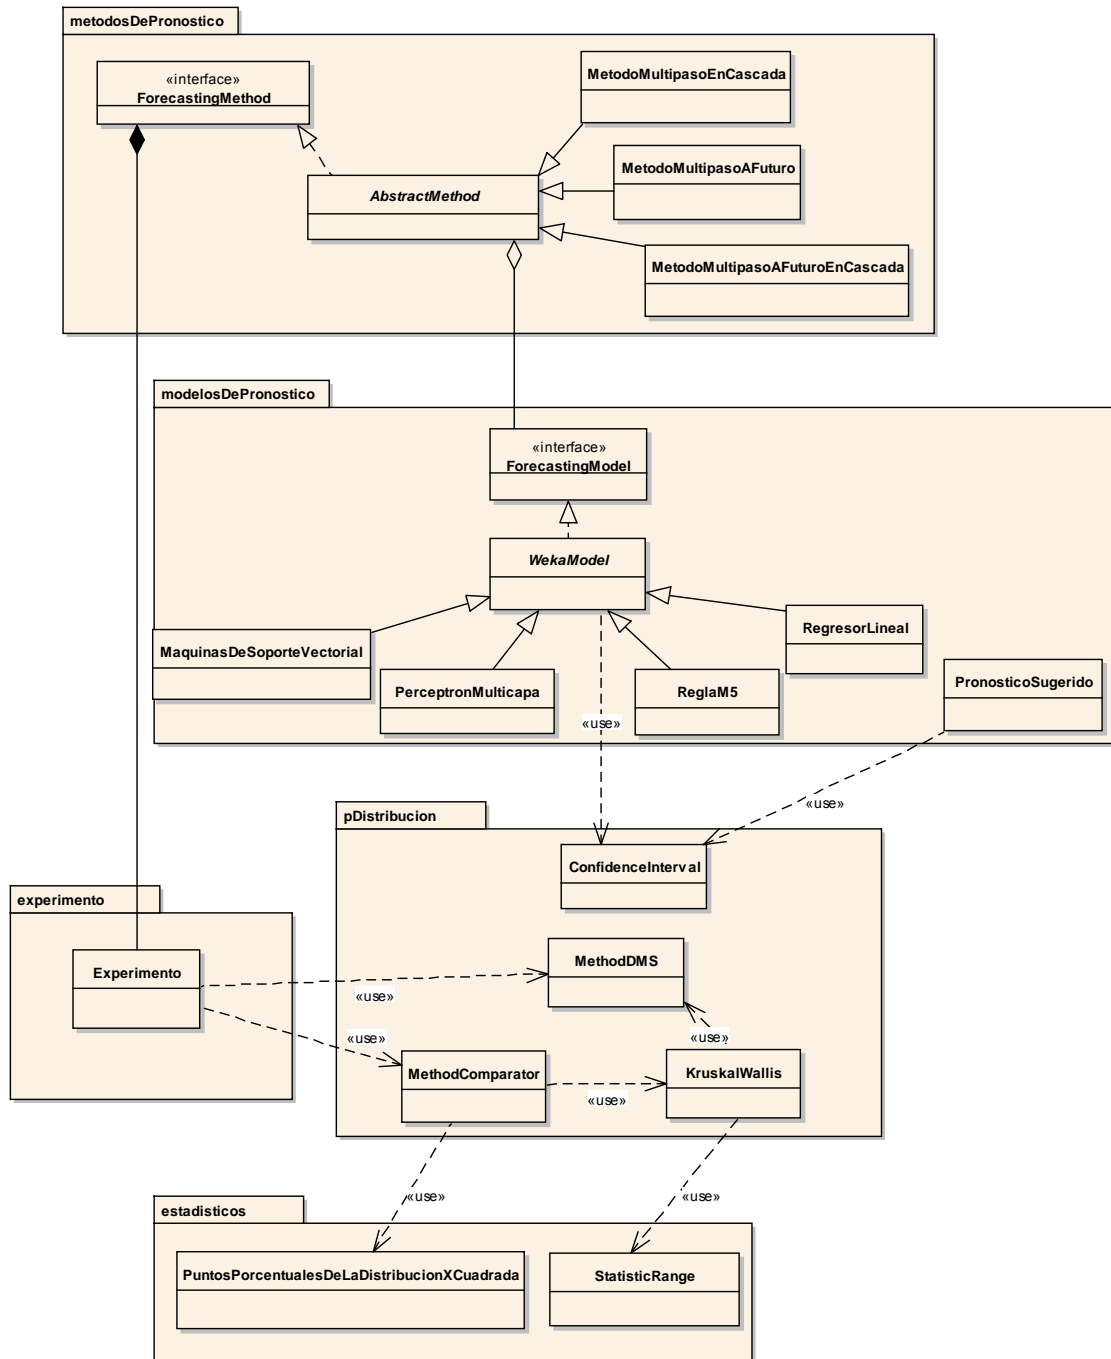 metodosDePronostico
«interface»
ForecastingMethod
MetodoMultipasoEnCascada
MetodoMultipasoAFuturo
AbstractMethod
MetodoMultipasoAFuturoEnCascada
modelosDePronostico
«interface»
ForecastingModel
WekaModel
RegresorLineal
MaquinasDeSoporteVectorial
PerceptronMulticapa
ReglaM5
PronosticoSugerido
«use»
«use»
pDistribucion
ConfidenceInterval
experimento
Experimento
MethodDMS
«use»
«use»
«use»
MethodComparator
KruskalWallis
«use»
«use»
«use»
estadisticos
PuntosPorcentualesDeLaDistribucionXCuadrada
StatisticRange